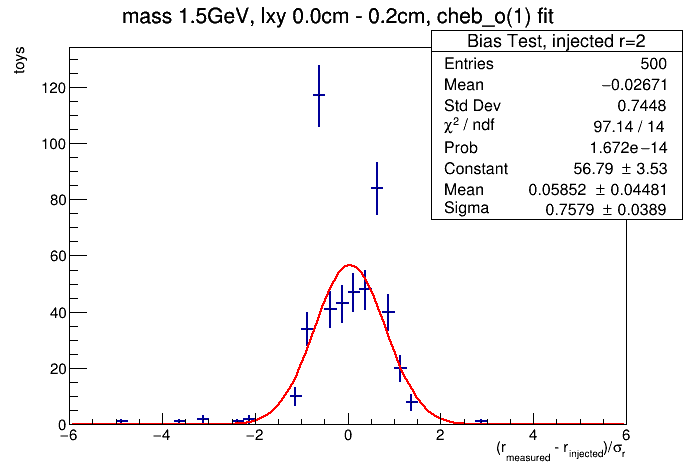 mass 1.5GeV, lxy 0.0cm - 0.2cm, cheb_o(1) fit
toys
Bias Test, injected r=2
Entries 500
Mean −0.02671
Std Dev 0.7448
χ² / ndf 97.14 / 14
Prob 1.672e−14
Constant 56.79 ± 3.53
Mean 0.05852 ± 0.04481
Sigma 0.7579 ± 0.0389
120
100
80
60
40
20
0
−6 −4 −2 0 2 4 6
(r_measured - r_injected)/σ_r